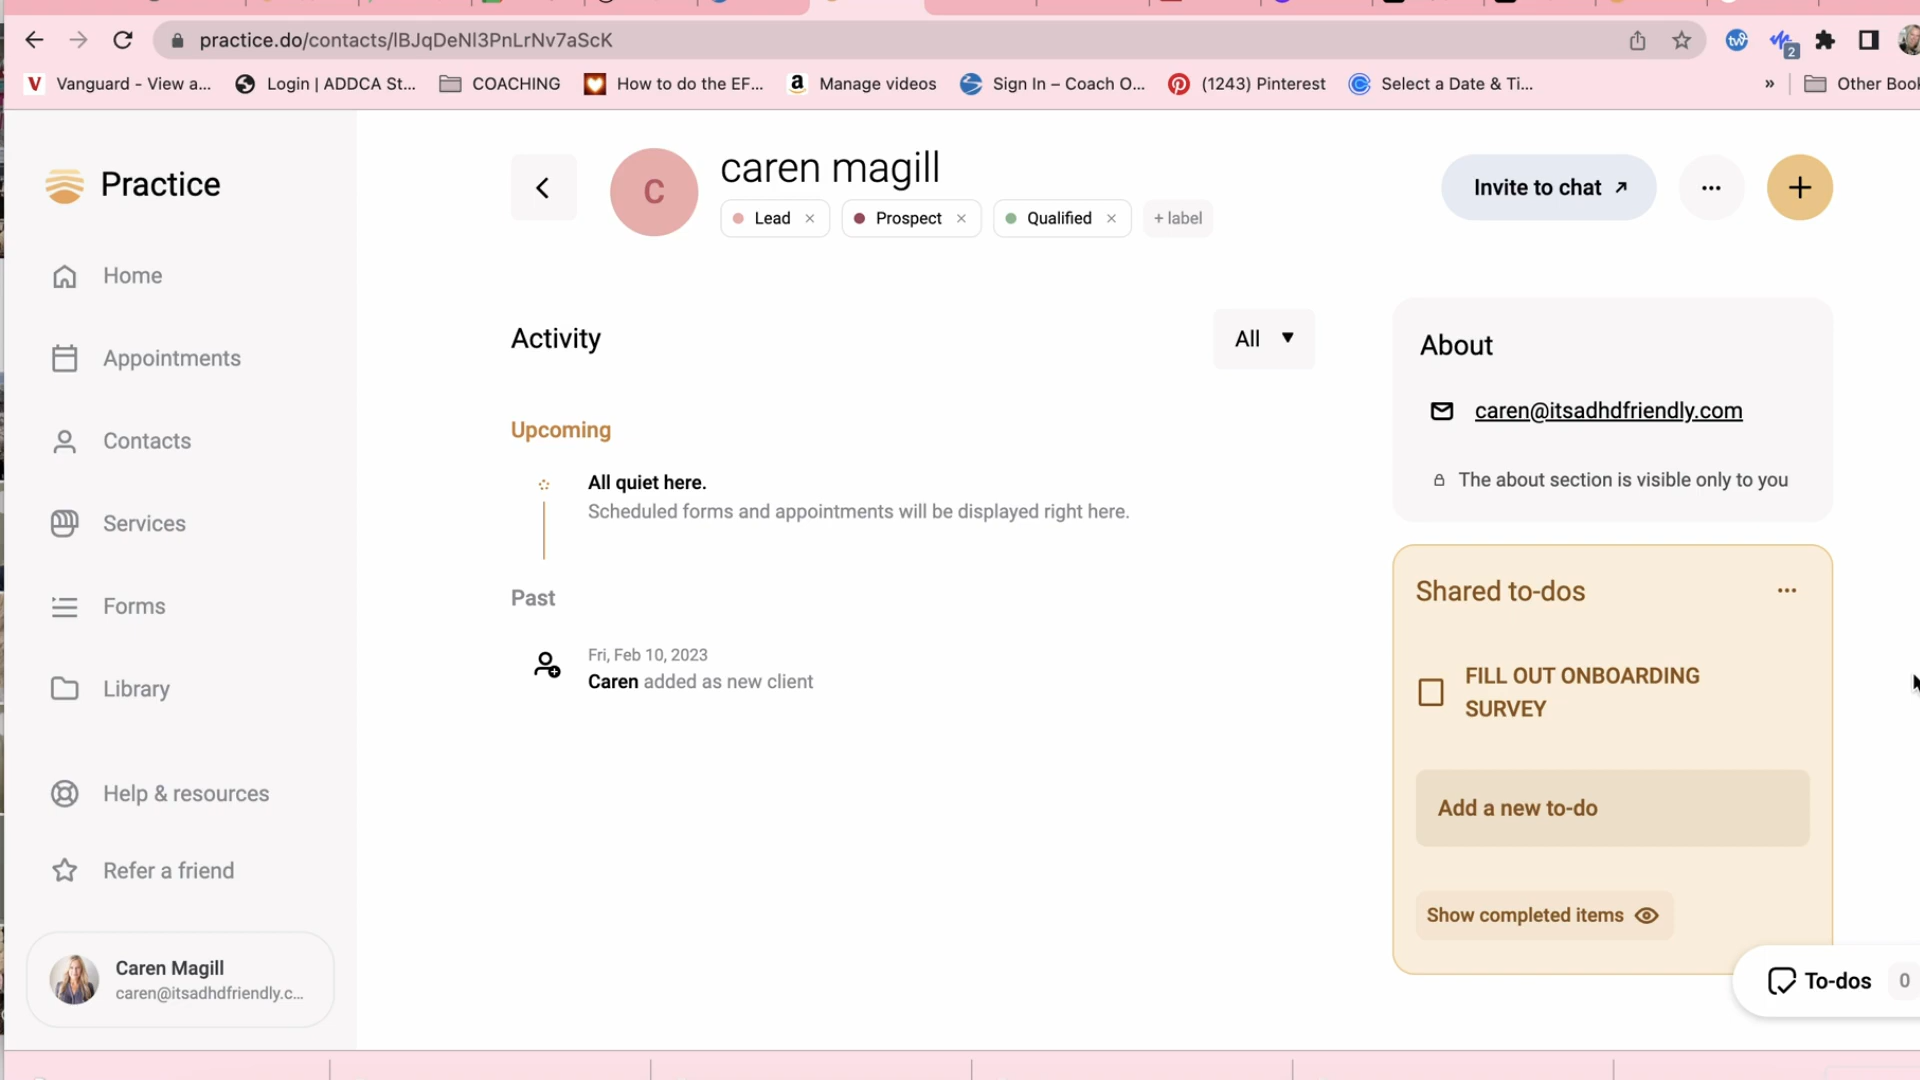 practice.do/contacts/lBJqDeNl3PnLrNv7aScK
2
Vanguard - View a...
Login | ADDCA St...
COACHING
How to do the EF...
Manage videos
Sign In – Coach O...
(1243) Pinterest
Select a Date & Ti...
»
Other Book
Practice
Home
Appointments
Contacts
Services
Forms
Library
Help & resources
Refer a friend
Caren Magill
caren@itsadhdfriendly.c...
C
caren magill
Lead ×
Prospect ×
Qualified ×
+ label
Invite to chat ↗
...
+
Activity
All ▼
Upcoming
All quiet here.
Scheduled forms and appointments will be displayed right here.
Past
Fri, Feb 10, 2023
Caren added as new client
About
caren@itsadhdfriendly.com
The about section is visible only to you
Shared to-dos
...
FILL OUT ONBOARDING
SURVEY
Add a new to-do
Show completed items
To-dos 0